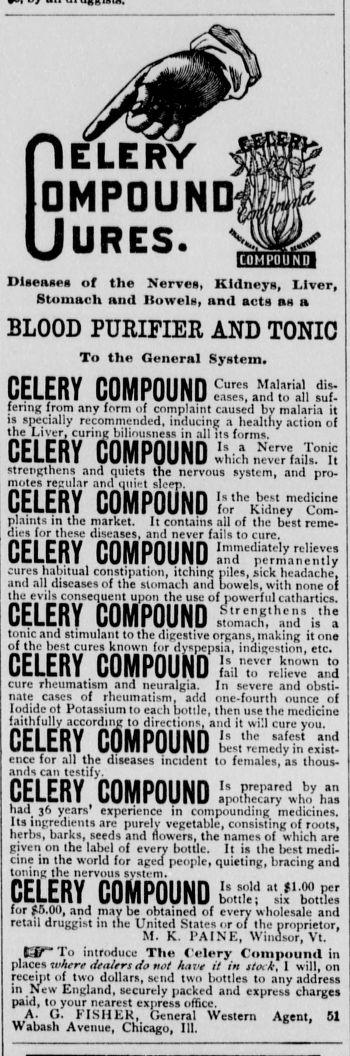 by all druggists.
CELERY
COMPOUND
CURES.
CELERY
Compound
TRADE MARK REGISTERED
COMPOUND
Diseases of the Nerves, Kidneys, Liver,
Stomach and Bowels, and acts as a
BLOOD PURIFIER AND TONIC
To the General System.
CELERY COMPOUND Cures Malarial dis-
eases, and to all suf-
fering from any form of complaint caused by malaria it
is specially recommended, inducing a healthy action of
the Liver, curing biliousness in all its forms.
CELERY COMPOUND Is a Nerve Tonic
which never fails. It
strengthens and quiets the nervous system, and pro-
motes regular and quiet sleep.
CELERY COMPOUND Is the best medicine
for Kidney Com-
plaints in the market. It contains all of the best reme-
dies for these diseases, and never fails to cure.
CELERY COMPOUND Immediately relieves
and permanently
cures habitual constipation, itching piles, sick headache,
and all diseases of the stomach and bowels, with none of
the evils consequent upon the use of powerful cathartics.
CELERY COMPOUND Strengthens the
stomach, and is a
tonic and stimulant to the digestive organs, making it one
of the best cures known for dyspepsia, indigestion, etc.
CELERY COMPOUND Is never known to
fail to relieve and
cure rheumatism and neuralgia. In severe and obsti-
nate cases of rheumatism, add one-fourth ounce of
Iodide of Potassium to each bottle, then use the medicine
faithfully according to directions, and it will cure you.
CELERY COMPOUND Is the safest and
best remedy in exist-
ence for all the diseases incident to females, as thous-
ands can testify.
CELERY COMPOUND Is prepared by an
apothecary who has
had 36 years' experience in compounding medicines.
Its ingredients are purely vegetable, consisting of roots,
herbs, barks, seeds and flowers, the names of which are
given on the label of every bottle. It is the best medi-
cine in the world for aged people, quieting, bracing and
toning the nervous system.
CELERY COMPOUND Is sold at $1.00 per
bottle; six bottles
for $5.00, and may be obtained of every wholesale and
retail druggist in the United States or of the proprietor,
M. K. PAINE, Windsor, Vt.
☞ To introduce The Celery Compound in
places where dealers do not have it in stock, I will, on
receipt of two dollars, send two bottles to any address
in New England, securely packed and express charges
paid, to your nearest express office.
A. G. FISHER, General Western Agent, 51
Wabash Avenue, Chicago, Ill.